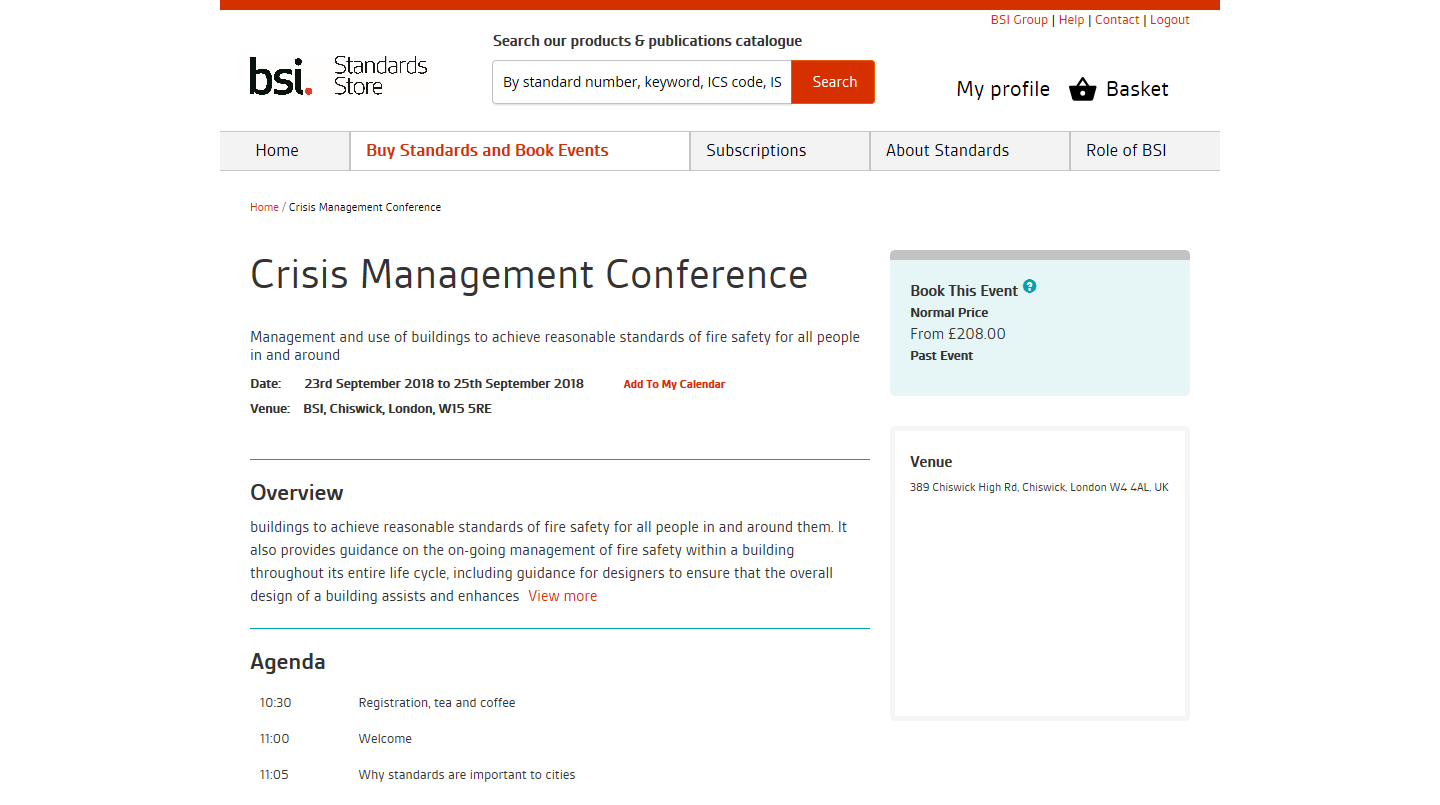 BSI Group | Help | Contact | Logout
Search our products & publications catalogue
bsi. Standards Store
By standard number, keyword, ICS code, IS
Search
My profile
Basket
Home
Buy Standards and Book Events
Subscriptions
About Standards
Role of BSI
Home / Crisis Management Conference
Crisis Management Conference
Management and use of buildings to achieve reasonable standards of fire safety for all people
in and around
Date: 23rd September 2018 to 25th September 2018 Add To My Calendar
Venue: BSI, Chiswick, London, W15 5RE
Overview
buildings to achieve reasonable standards of fire safety for all people in and around them. It
also provides guidance on the on-going management of fire safety within a building
throughout its entire life cycle, including guidance for designers to ensure that the overall
design of a building assists and enhances View more
Agenda
10:30 Registration, tea and coffee
11:00 Welcome
11:05 Why standards are important to cities
Book This Event ?
Normal Price
From £208.00
Past Event
Venue
389 Chiswick High Rd, Chiswick, London W4 4AL, UK